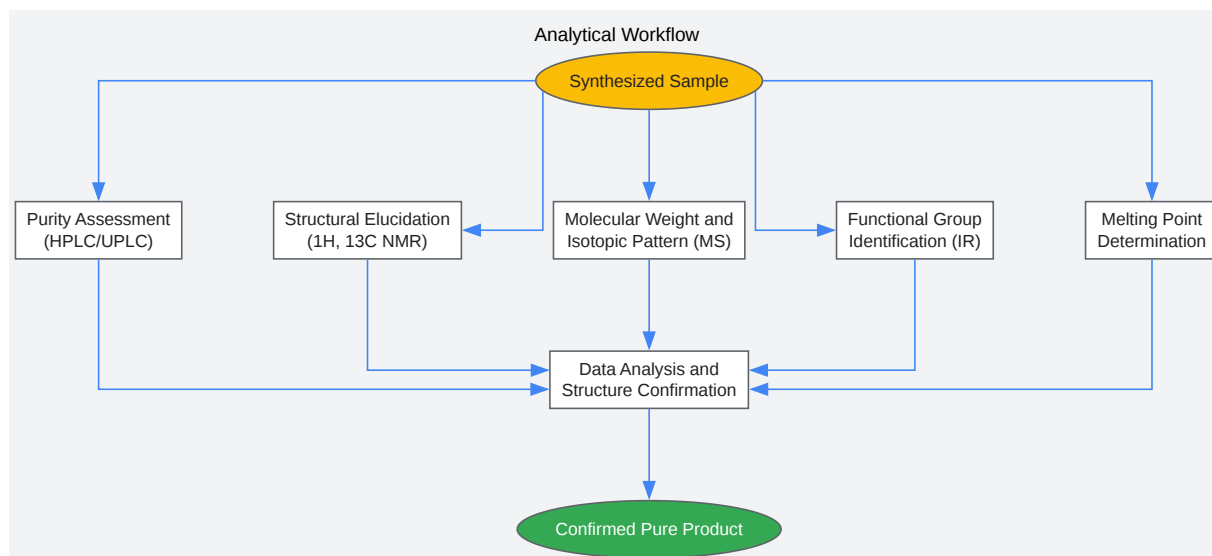 Analytical Workflow
Synthesized Sample
Purity Assessment
(HPLC/UPLC)
Structural Elucidation
(1H, 13C NMR)
Molecular Weight and
Isotopic Pattern (MS)
Functional Group
Identification (IR)
Melting Point
Determination
Data Analysis and
Structure Confirmation
Confirmed Pure Product